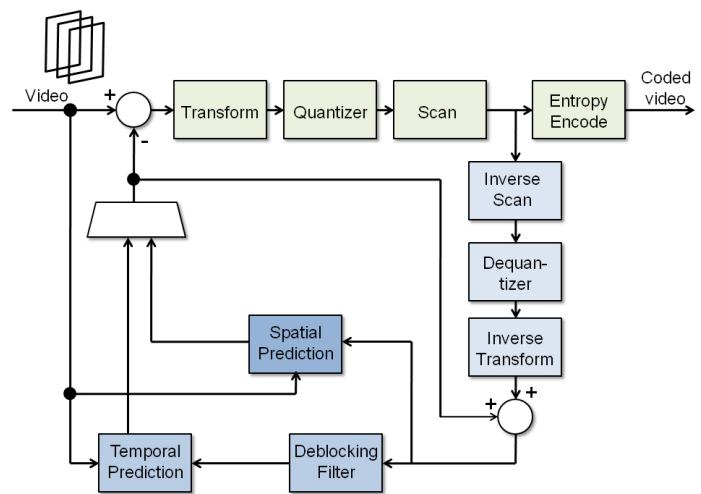 Video
+
-
Transform
Quantizer
Scan
Entropy
Encode
Coded
video
Inverse
Scan
Dequan-
tizer
Inverse
Transform
+
+
Spatial
Prediction
Temporal
Prediction
Deblocking
Filter